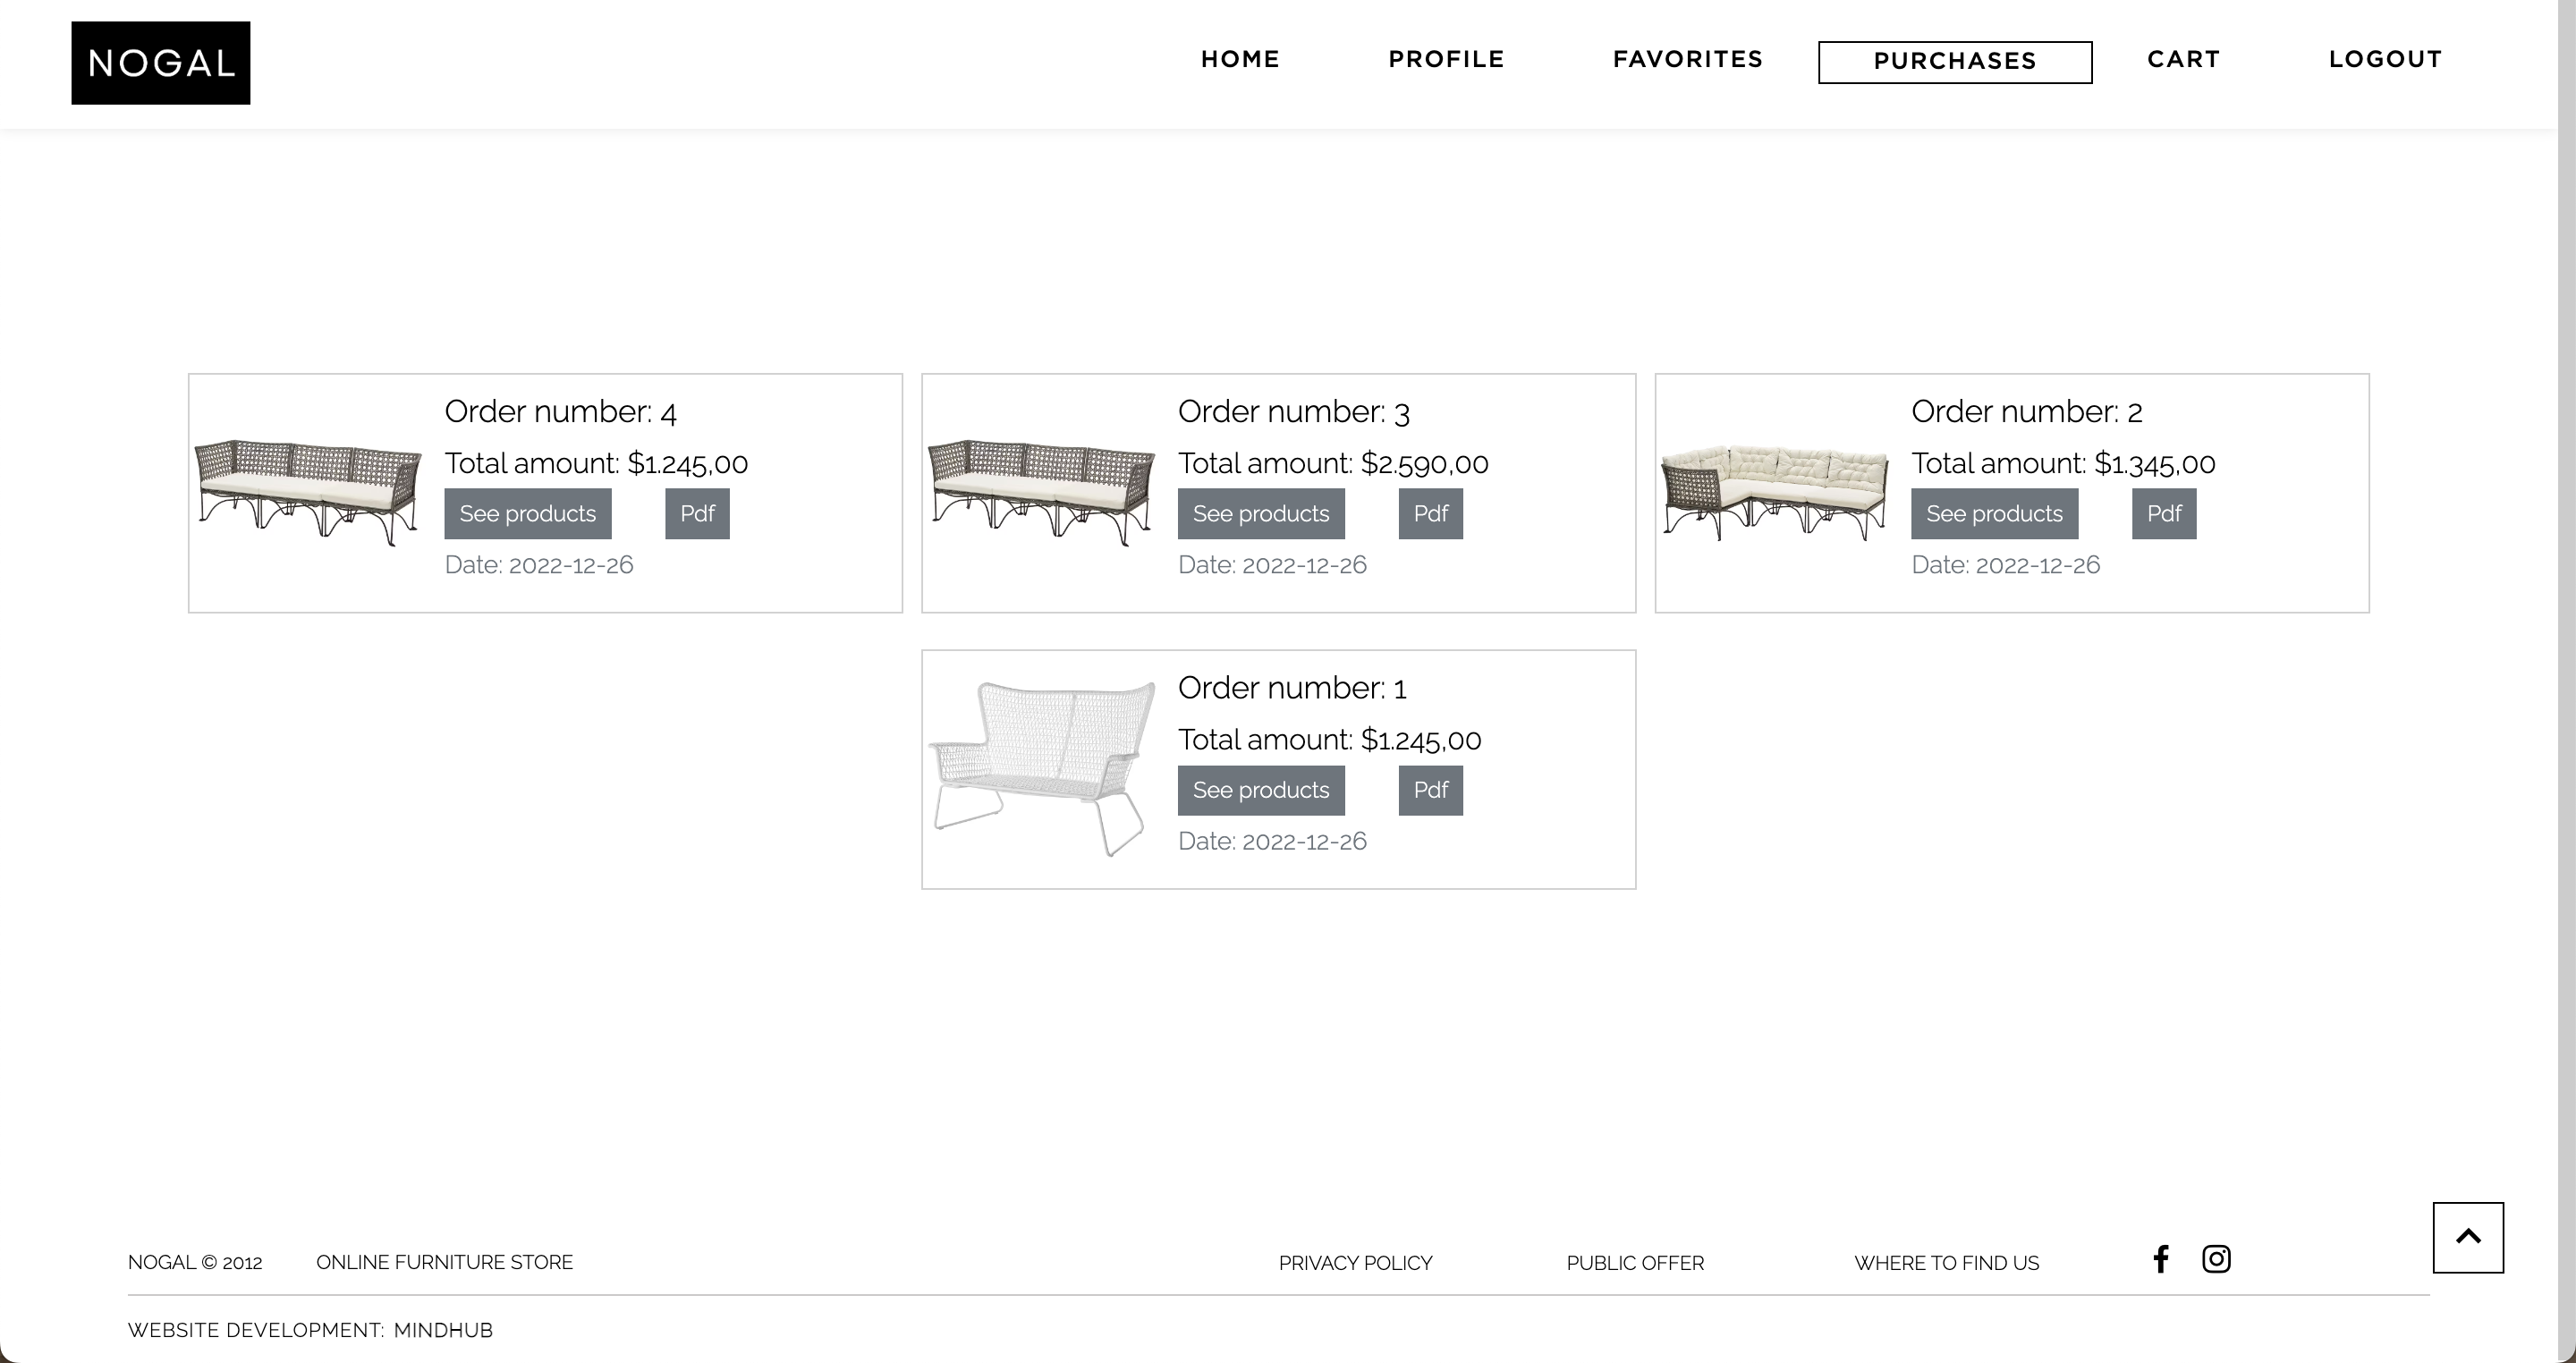 NOGAL
HOME PROFILE FAVORITES PURCHASES CART LOGOUT
Order number: 4
Total amount: $1.245,00
See products Pdf
Date: 2022-12-26
Order number: 3
Total amount: $2.590,00
See products Pdf
Date: 2022-12-26
Order number: 2
Total amount: $1.345,00
See products Pdf
Date: 2022-12-26
Order number: 1
Total amount: $1.245,00
See products Pdf
Date: 2022-12-26
NOGAL © 2012 ONLINE FURNITURE STORE PRIVACY POLICY PUBLIC OFFER WHERE TO FIND US
WEBSITE DEVELOPMENT: MINDHUB